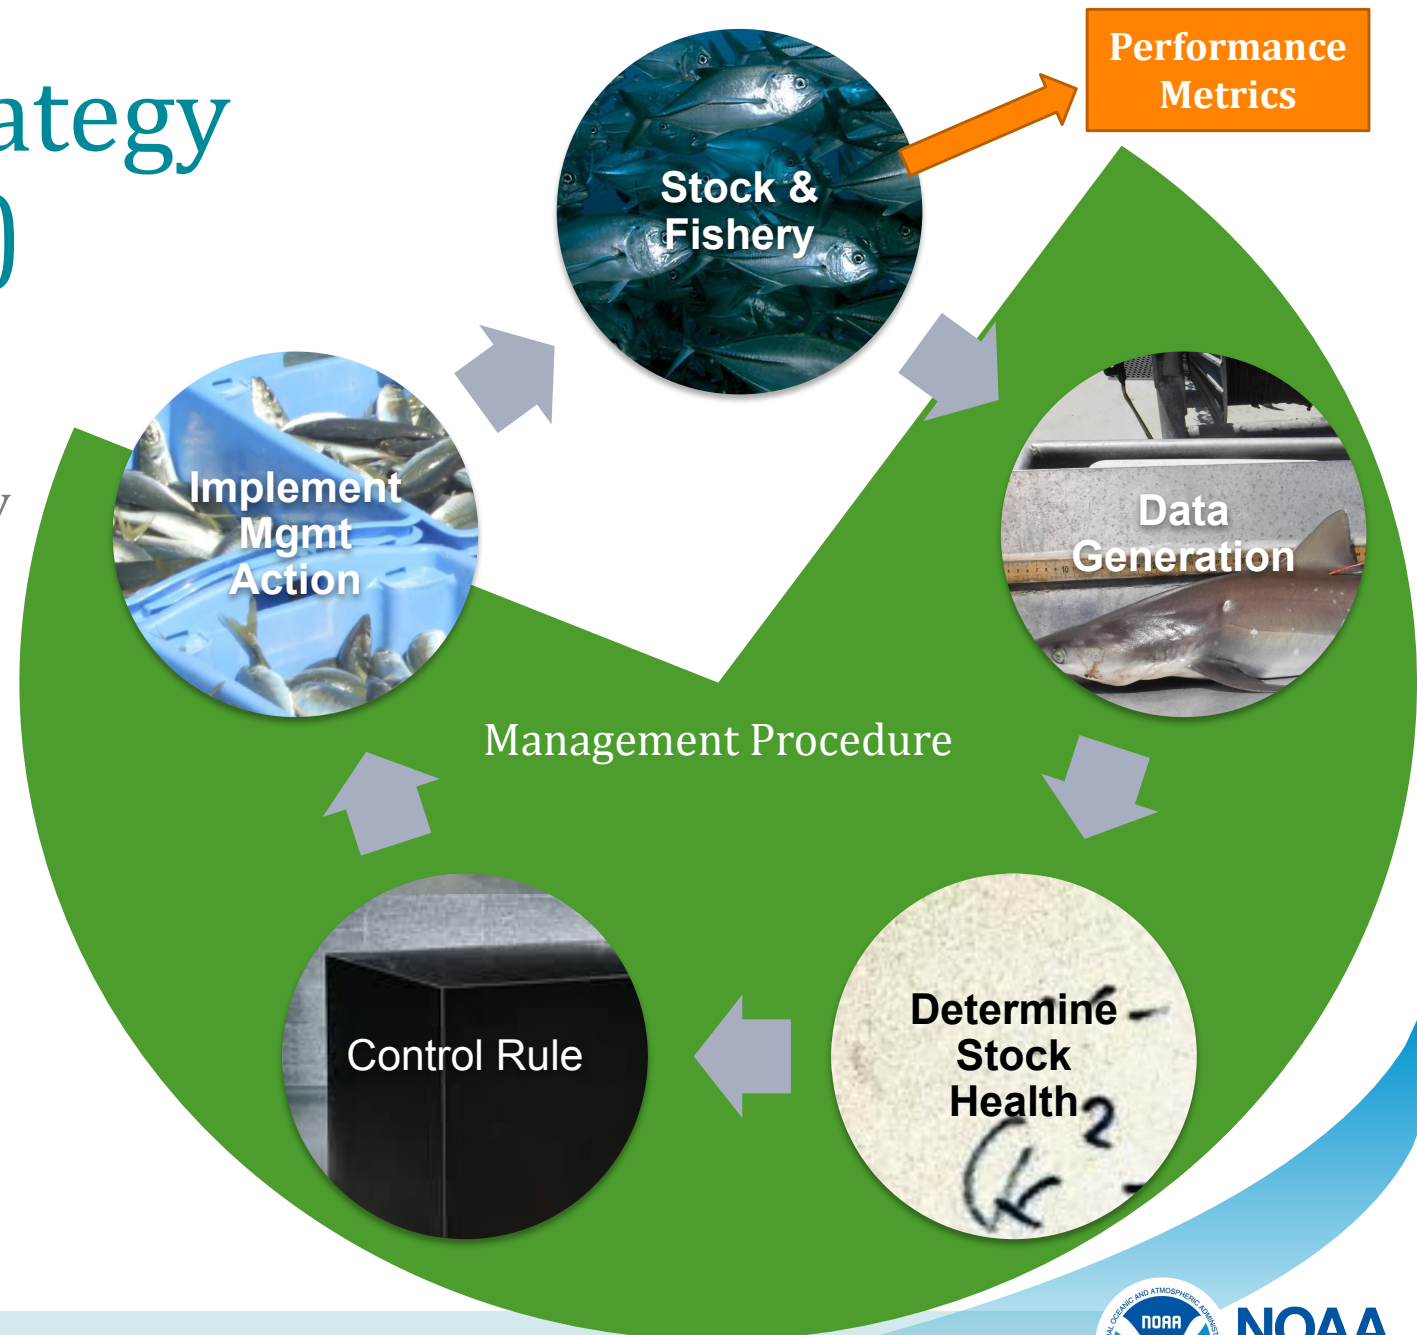 ategy
)
y
Performance
Metrics
Stock &
Fishery
Implement
Mgmt
Action
Data
Generation
Management Procedure
Control Rule
Determine
Stock
Health
2
K
NOAA
NOAA